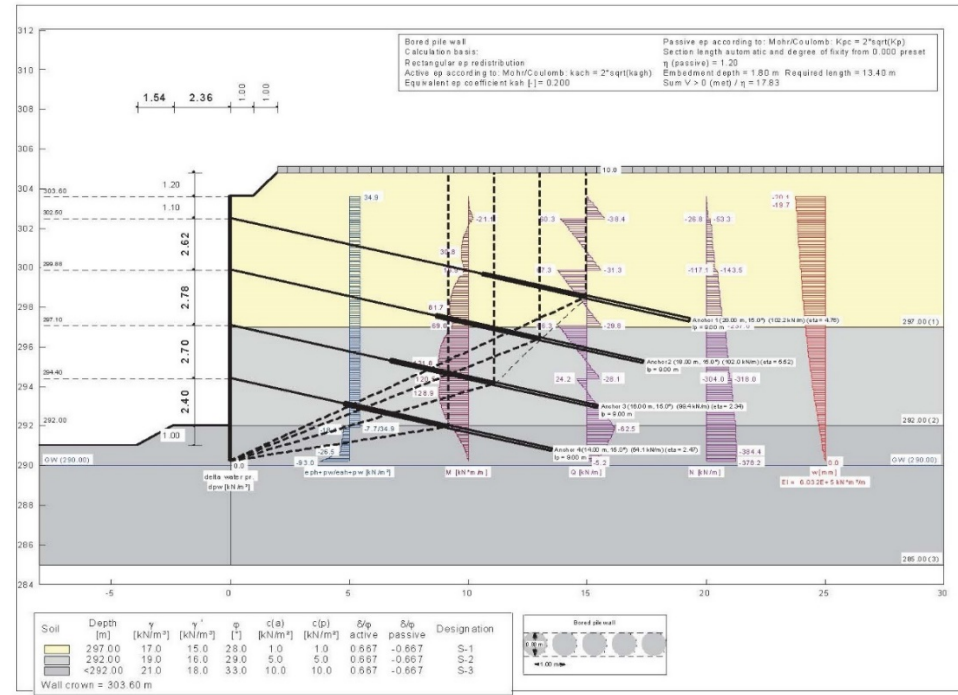 Bored pile wall
Calculation basis:
Rectangular ep redistribution
Active ep according to: Mohr/Coulomb: kach = 2*sqrt(kagh)
Equivalent ep coefficient kah [-] = 0.200
Passive ep according to: Mohr/Coulomb: Kpc = 2*sqrt(Kp)
Section length automatic and degree of fixity from 0.000 preset
η (passive) = 1.20
Embedment depth = 1.80 m Required length = 13.40 m
Sum V > 0 (met) / η = 17.83
312
310
308
306
304
302
300
298
296
294
292
290
288
286
284
1.54 2.36 1.00 1.00
10.0
303.60
1.20
302.50
1.10
2.62
299.88
2.78
297.10
2.70
294.40
2.40
292.00
1.00
GW (290.00)
34.9
-21.1
-38.4
-26.8 -53.3
-19.7
-31.3
-117.1 -143.5
61.7
-29.8
297.00 (1)
24.2 -28.1
-304.0 -318.0
128.9
-62.5
292.00 (2)
-7.7/34.9
-26.5
-83.0
-5.2
-384.4
-378.2
0.0
0.0
GW (290.00)
delta water pr.
dpw [kN/m²]
eph+pw/eah+pw [kN/m²]
M [kN*m/m]
Q [kN/m]
N [kN/m]
w [mm]
EI = 6.032E+5 kN*m²/m
Anchor 1 (20.00 m, 15.0°) (102.2 kN/m) (eta = 4.76)
lp = 9.00 m
Anchor 2 (18.00 m, 15.0°) (102.0 kN/m) (eta = 5.52)
lp = 9.00 m
Anchor 3 (16.00 m, 15.0°) (98.4 kN/m) (eta = 2.34)
lp = 9.00 m
Anchor 4 (14.00 m, 15.0°) (64.1 kN/m) (eta = 2.47)
lp = 9.00 m
285.00 (3)
-5 0 5 10 15 20 25 30
Soil Depth [m] γ [kN/m³] γ ' [kN/m³] φ [°] c(a) [kN/m²] c(p) [kN/m²] δ/φ active δ/φ passive Designation
297.00 17.0 15.0 28.0 1.0 1.0 0.667 -0.667 S-1
292.00 19.0 16.0 29.0 5.0 5.0 0.667 -0.667 S-2
<292.00 21.0 18.0 33.0 10.0 10.0 0.667 -0.667 S-3
Wall crown = 303.60 m
Bored pile wall
1.00 m